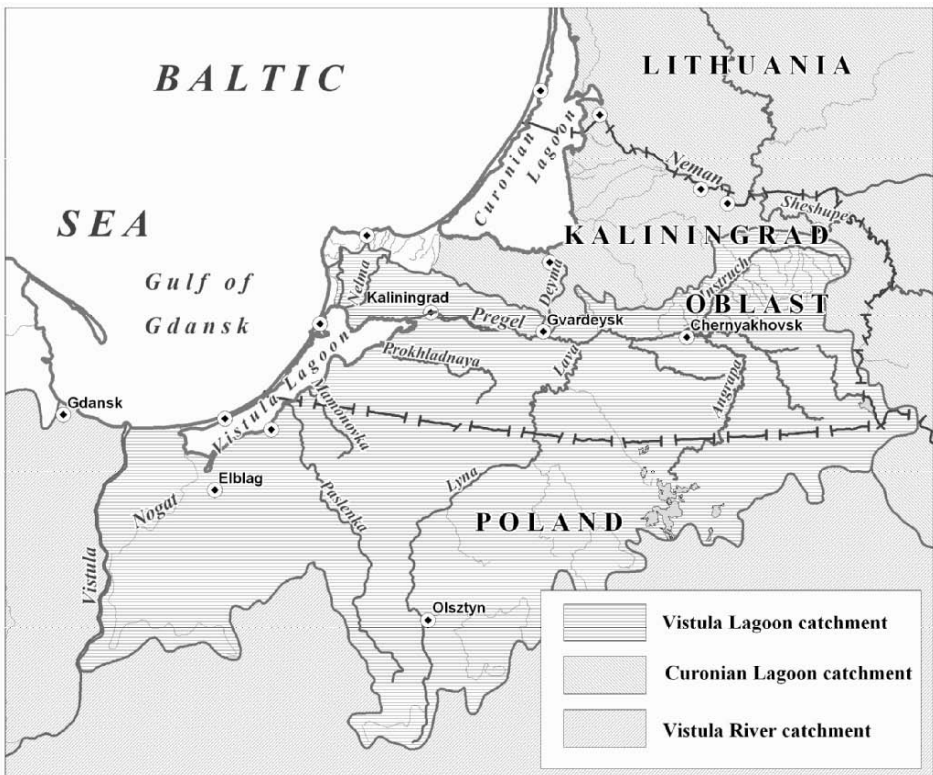 BALTIC
SEA
LITHUANIA
Curonian
Lagoon
Neman
Sheshupe
KALININGRAD
OBLAST
Gulf of
Gdansk
Nelma
Kaliningrad
Pregel
Deyma
Gvardeysk
Instruch
Chernyakhovsk
Prokhladnaya
Lava
Angrapa
Vistula Lagoon
Mamonovka
Gdansk
Elblag
Nogat
Vistula
Paslenka
Lyna
POLAND
Olsztyn
Vistula Lagoon catchment
Curonian Lagoon catchment
Vistula River catchment